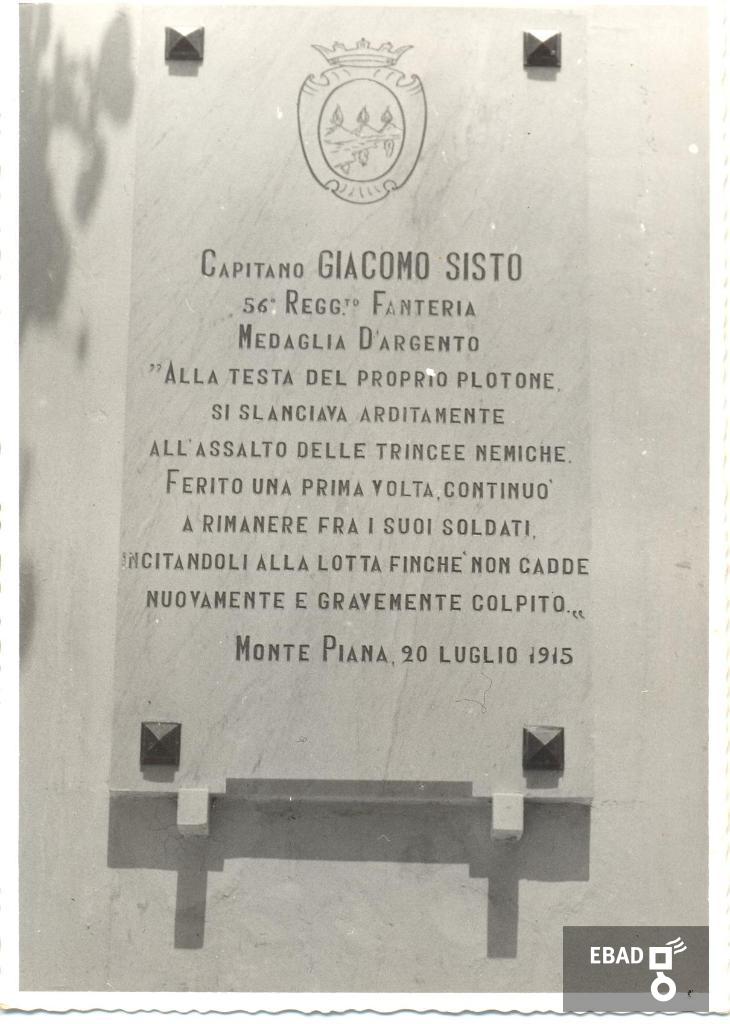 CAPITANO GIACOMO SISTO
56° REGG.TO FANTERIA
MEDAGLIA D'ARGENTO
"ALLA TESTA DEL PROPRIO PLOTONE,
SI SLANCIAVA ARDITAMENTE
ALL'ASSALTO DELLE TRINCEE NEMICHE.
FERITO UNA PRIMA VOLTA, CONTINUO'
A RIMANERE FRA I SUOI SOLDATI,
INCITANDOLI ALLA LOTTA FINCHE' NON CADDE
NUOVAMENTE E GRAVEMENTE COLPITO.„
MONTE PIANA, 20 LUGLIO 1915
EBAD